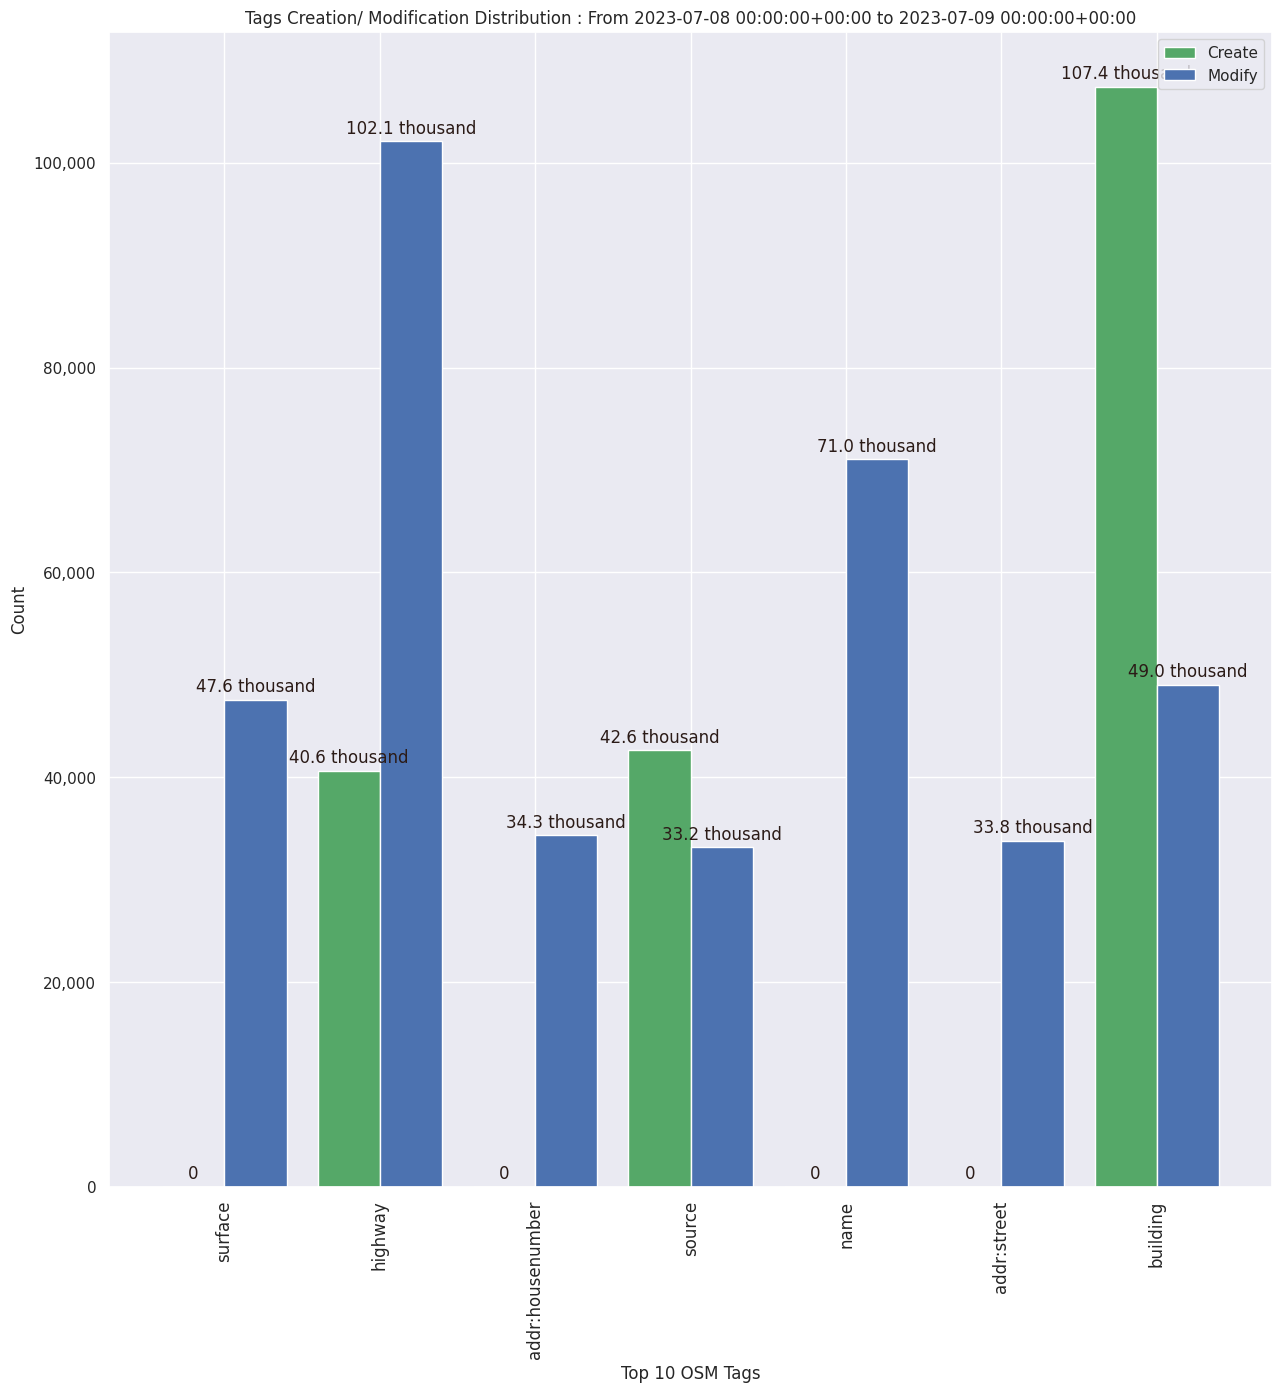 Tags Creation/ Modification Distribution : From 2023-07-08 00:00:00+00:00 to 2023-07-09 00:00:00+00:00
Create
Modify
107.4
102.1 thousand
100,000
80,000
71.0 thousand
60,000
Count
49.0 thousand
47.6 thousand
40.6 thousand
42.6 thousand
40,000
34.3 thousand
33.2 thousand
33.8 thousand
20,000
0
0
0
0
0
surface
highway
addr:housenumber
source
name
addr:street
building
Top 10 OSM Tags